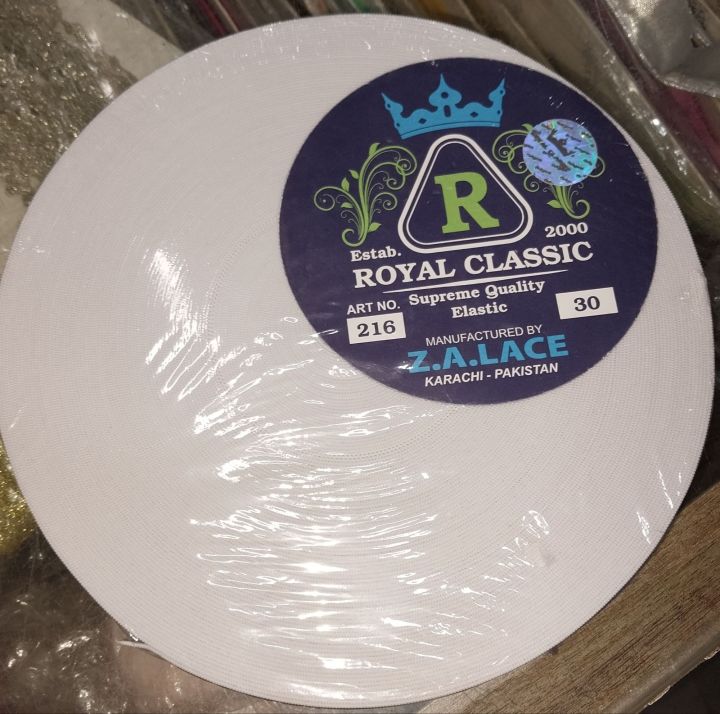 R
Estab. 2000
ROYAL CLASSIC
Supreme Quality
Elastic
ART NO.
216
30
MANUFACTURED BY
Z.A.LACE
KARACHI - PAKISTAN